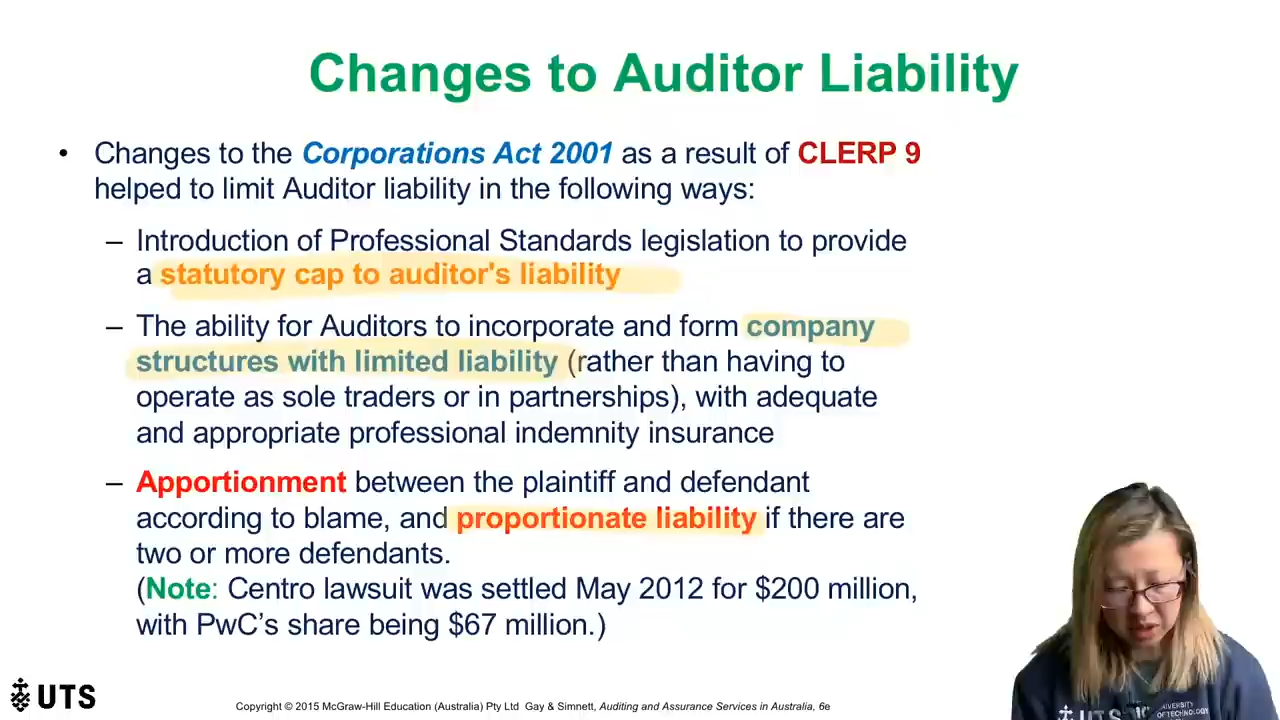 Changes to Auditor Liability
• Changes to the Corporations Act 2001 as a result of CLERP 9
helped to limit Auditor liability in the following ways:
– Introduction of Professional Standards legislation to provide
a statutory cap to auditor's liability
– The ability for Auditors to incorporate and form company
structures with limited liability (rather than having to
operate as sole traders or in partnerships), with adequate
and appropriate professional indemnity insurance
– Apportionment between the plaintiff and defendant
according to blame, and proportionate liability if there are
two or more defendants.
(Note: Centro lawsuit was settled May 2012 for $200 million,
with PwC’s share being $67 million.)
UTS
Copyright © 2015 McGraw-Hill Education (Australia) Pty Ltd Gay & Simnett, Auditing and Assurance Services in Australia, 6e
OF TECHNOLOGY